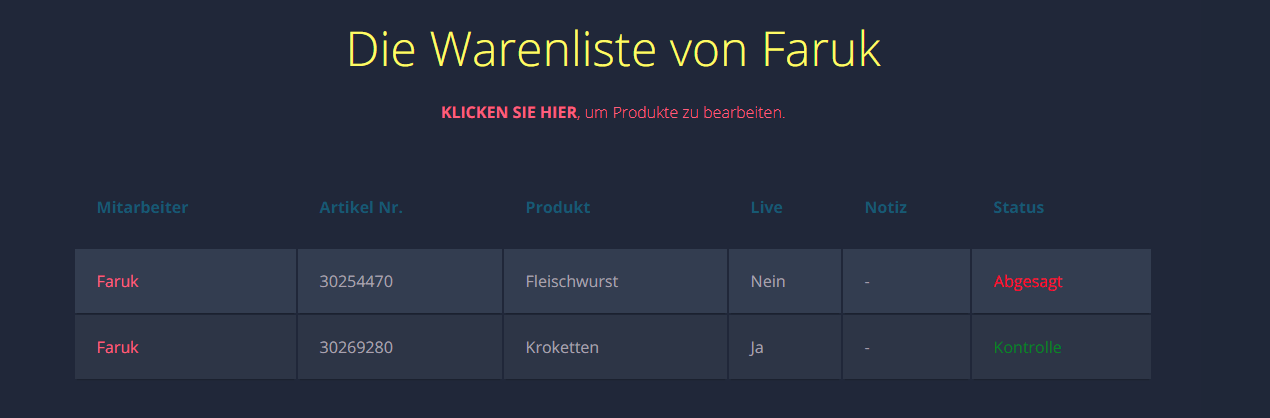 Die Warenliste von Faruk
KLICKEN SIE HIER, um Produkte zu bearbeiten.
Mitarbeiter Artikel Nr. Produkt Live Notiz Status
Faruk 30254470 Fleischwurst Nein - Abgesagt
Faruk 30269280 Kroketten Ja - Kontrolle